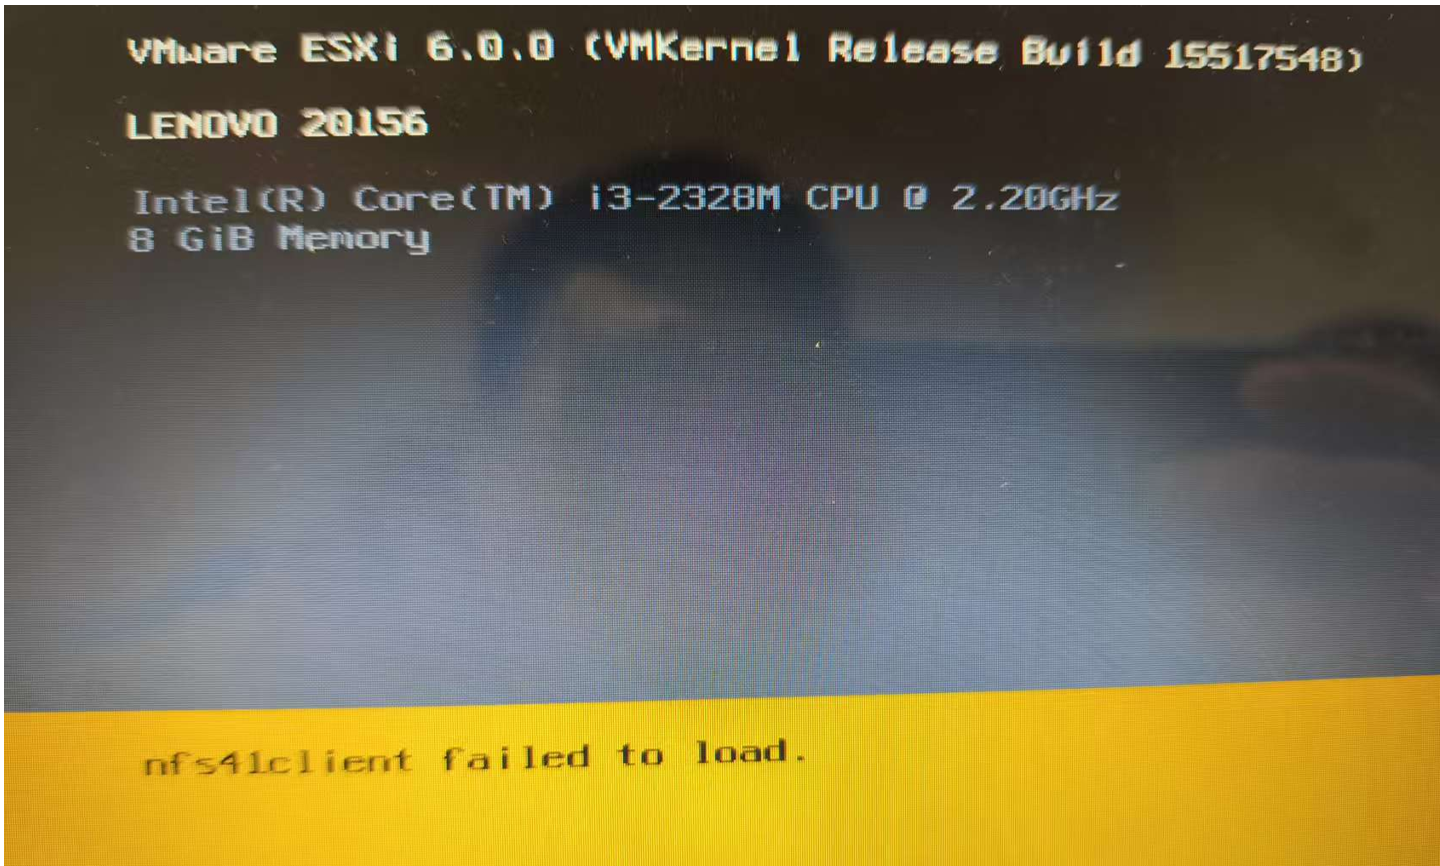 VMware ESXi 6.0.0 (VMKernel Release Build 15517548)
LENOVO 20156
Intel(R) Core(TM) i3-2328M CPU @ 2.20GHz
8 GiB Memory
nfs41client failed to load.